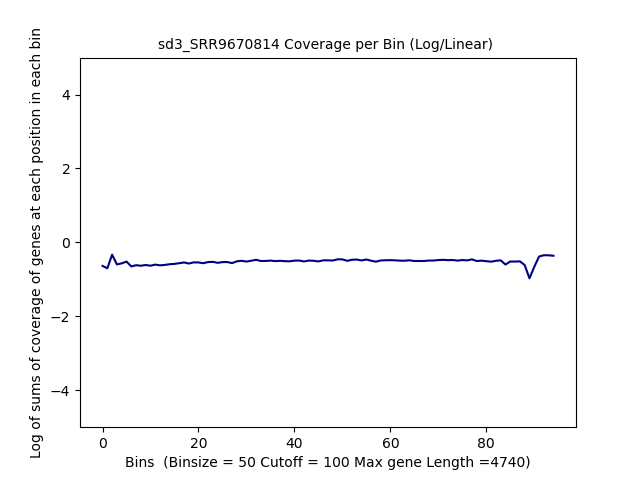 sd3_SRR9670814 Coverage per Bin (Log/Linear)
Log of sums of coverage of genes at each position in each bin
4
2
0
−2
−4
0 20 40 60 80
Bins  (Binsize = 50 Cutoff = 100 Max gene Length =4740)